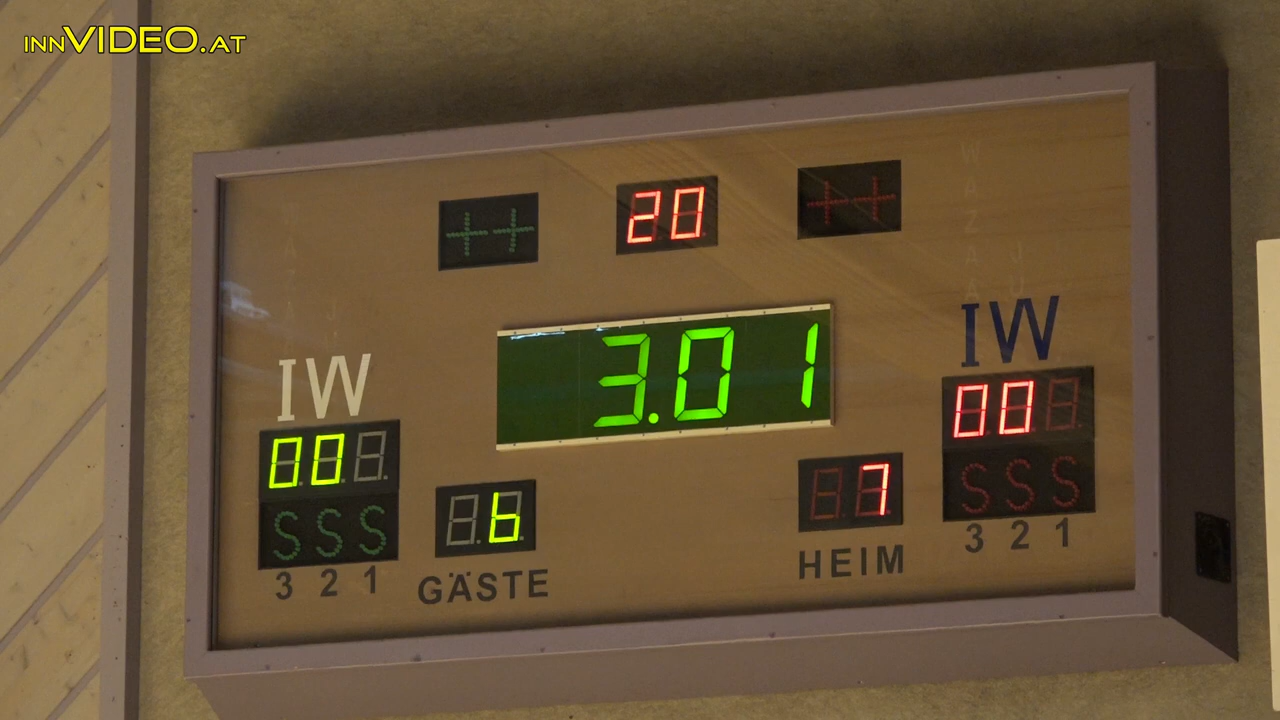 INNVIDEO.AT
20
W
A
Z
A
U
U
3.01
IW
IW
00
00
SSS
SSS
6
7
3 2 1
3 2 1
GÄSTE
HEIM